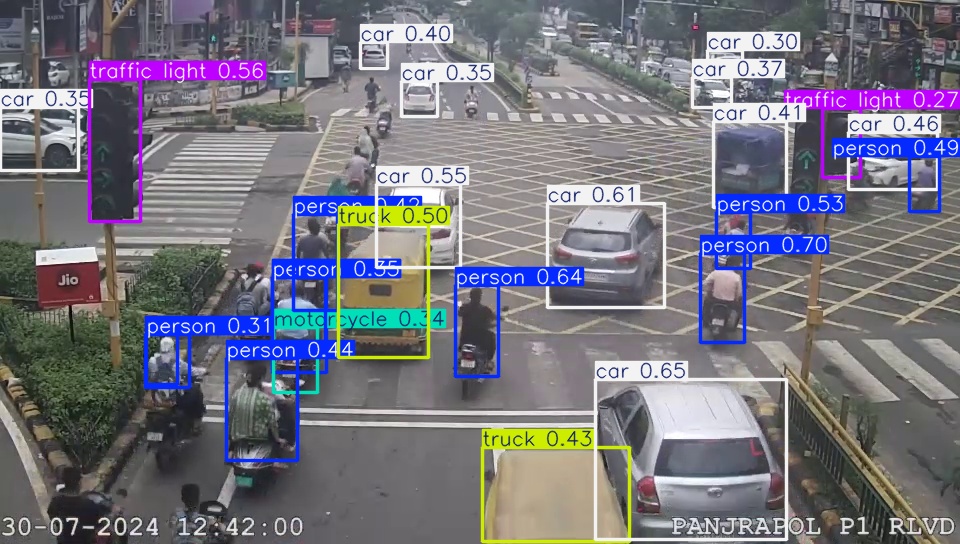 car 0.40
car 0.30
car 0.35
car 0.37
traffic light 0.56
car 0.35
traffic light 0.27
car 0.41
car 0.46
person 0.49
car 0.55
car 0.61
person 0.42
truck 0.50
person 0.53
person 0.70
person 0.35
person 0.64
Jio
motorcycle 0.34
person 0.31
person 0.44
car 0.65
truck 0.43
30-07-2024 12:42:00
PANJRAPOL P1 RLVD